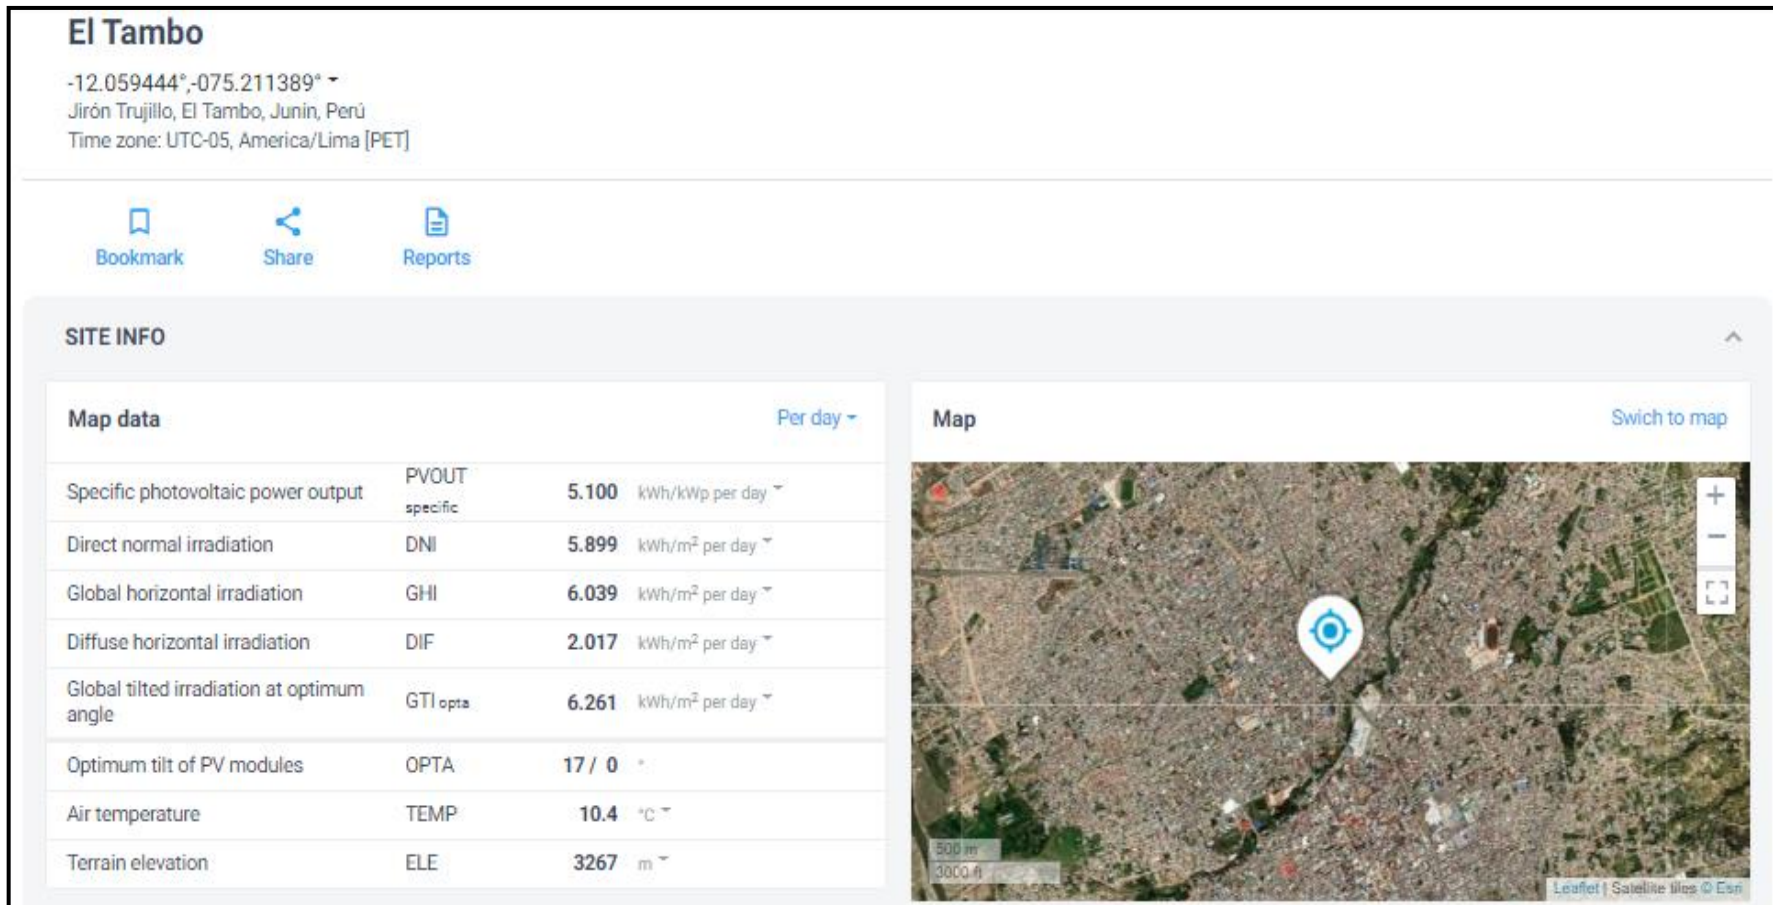 El Tambo
-12.059444°,-075.211389°
Jirón Trujillo, El Tambo, Junín, Perú
Time zone: UTC-05, America/Lima [PET]
Bookmark Share Reports
SITE INFO
Map data Per day
Specific photovoltaic power output PVOUT specific 5.100 kWh/kWp per day
Direct normal irradiation DNI 5.899 kWh/m² per day
Global horizontal irradiation GHI 6.039 kWh/m² per day
Diffuse horizontal irradiation DIF 2.017 kWh/m² per day
Global tilted irradiation at optimum
angle GTI opta 6.261 kWh/m² per day
Optimum tilt of PV modules OPTA 17 / 0 °
Air temperature TEMP 10.4 °C
Terrain elevation ELE 3267 m
Map Swich to map
+
−
500 m
3000 ft
Leaflet | Satellite tiles © Esri